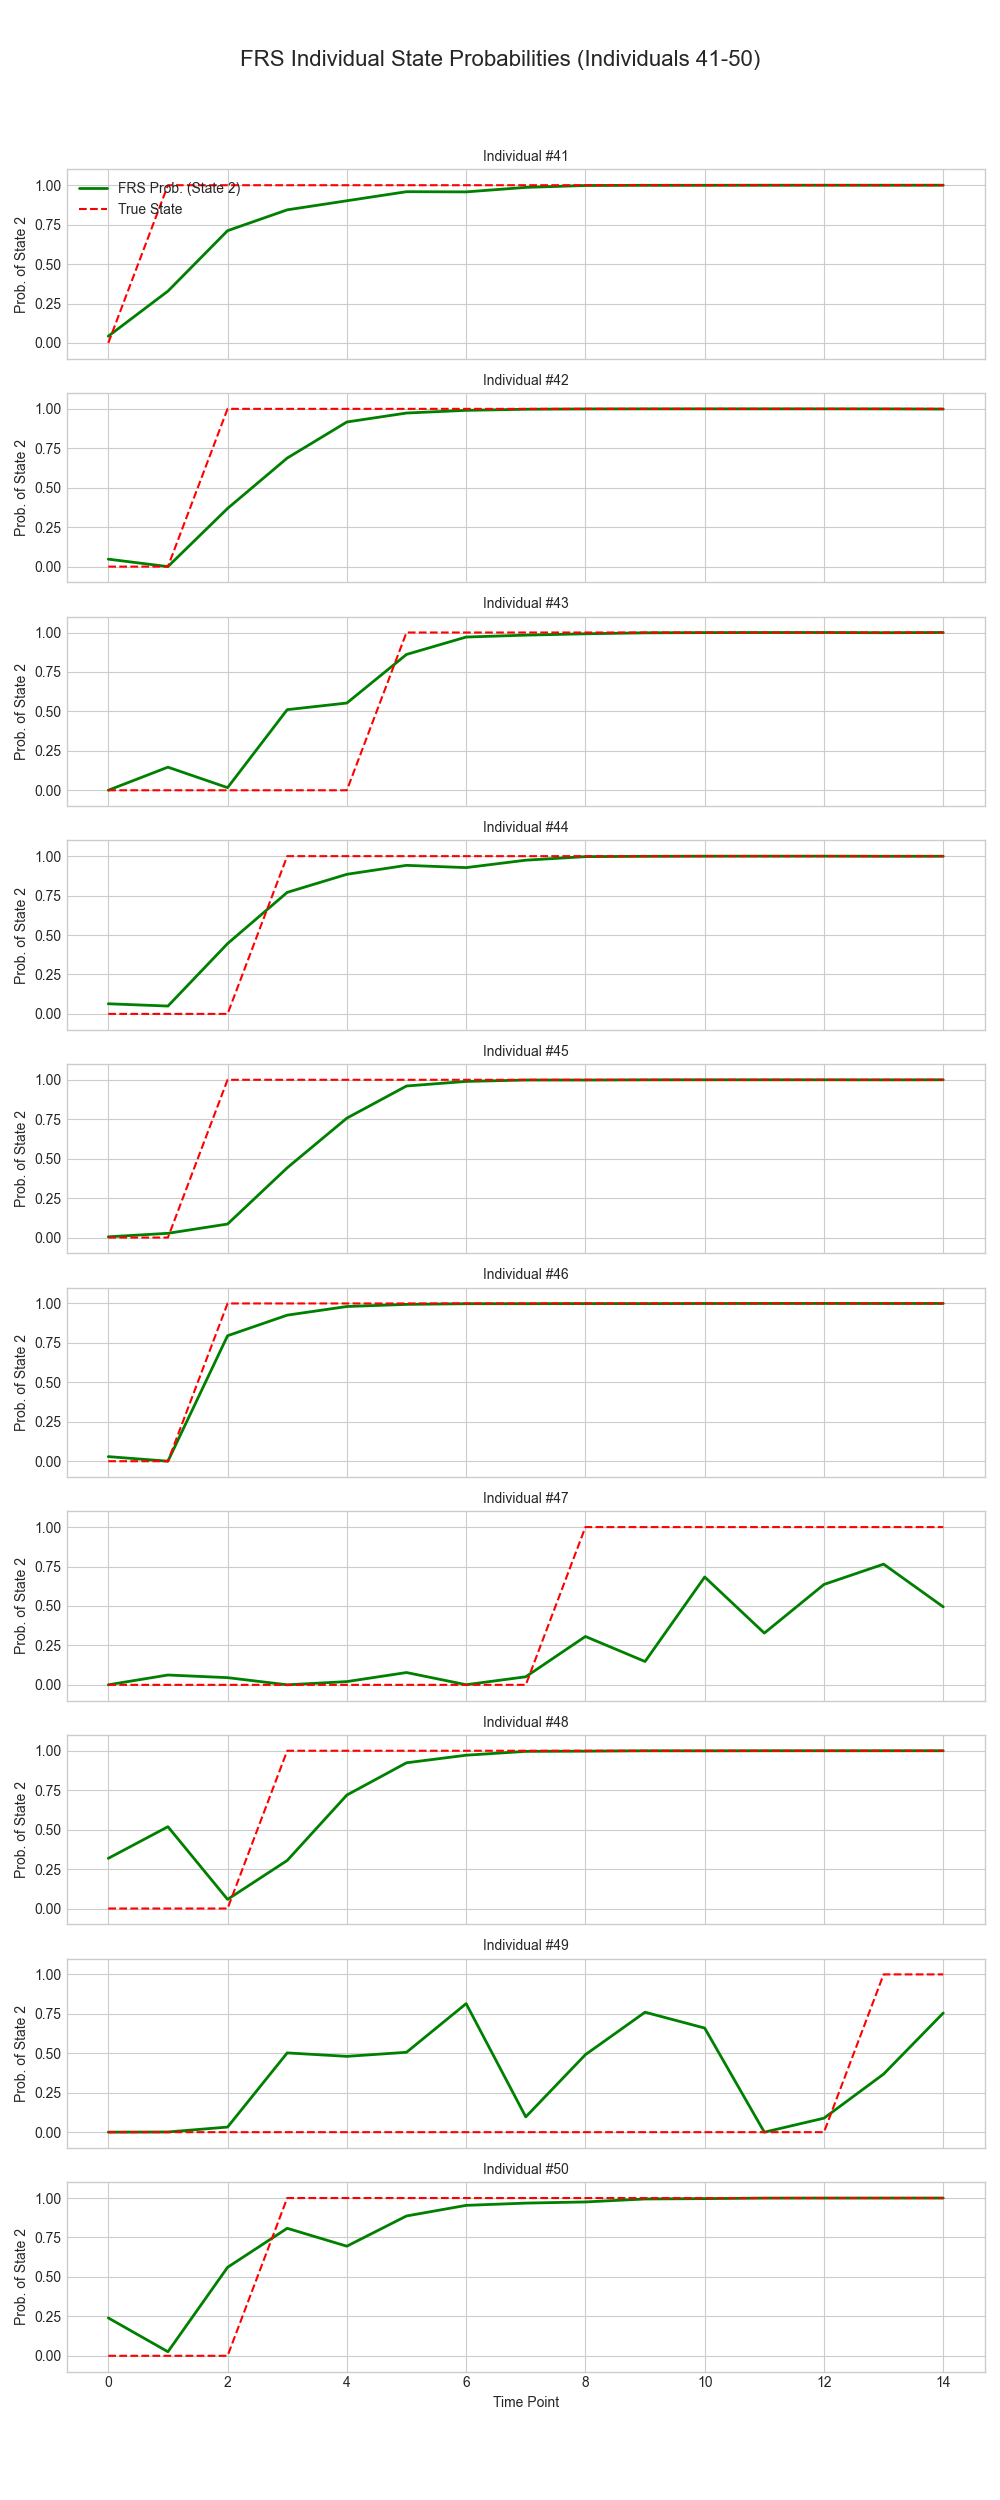 FRS Individual State Probabilities (Individuals 41-50)
Individual #41
1.00
0.75
0.50
0.25
0.00
Prob. of State 2
FRS Prob. (State 2)
True State
Individual #42
1.00
0.75
0.50
0.25
0.00
Prob. of State 2
Individual #43
1.00
0.75
0.50
0.25
0.00
Prob. of State 2
Individual #44
1.00
0.75
0.50
0.25
0.00
Prob. of State 2
Individual #45
1.00
0.75
0.50
0.25
0.00
Prob. of State 2
Individual #46
1.00
0.75
0.50
0.25
0.00
Prob. of State 2
Individual #47
1.00
0.75
0.50
0.25
0.00
Prob. of State 2
Individual #48
1.00
0.75
0.50
0.25
0.00
Prob. of State 2
Individual #49
1.00
0.75
0.50
0.25
0.00
Prob. of State 2
Individual #50
1.00
0.75
0.50
0.25
0.00
Prob. of State 2
0 2 4 6 8 10 12 14
Time Point